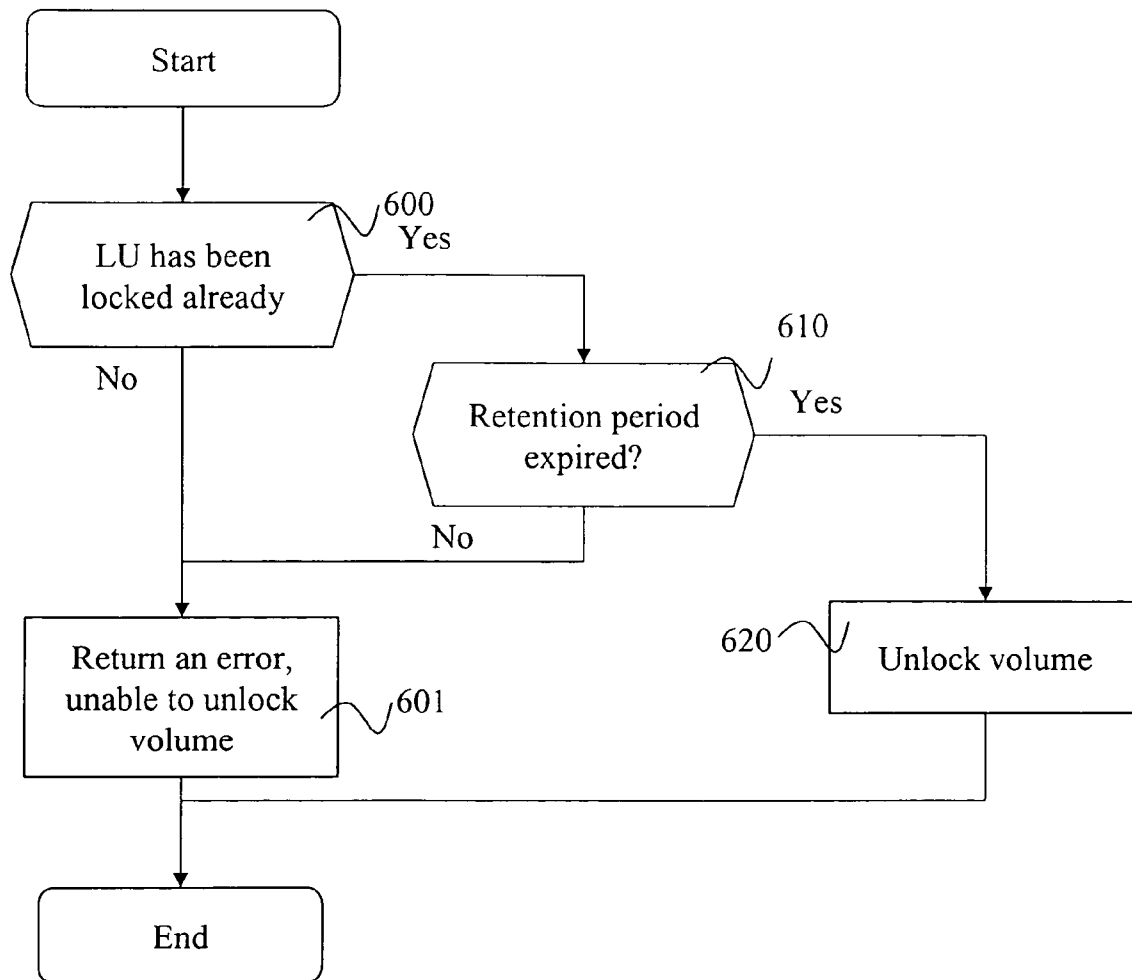 Start
600
Yes
LU has been
locked already
No
610
Yes
Retention period
expired?
No
Return an error,
unable to unlock
volume
601
620
Unlock volume
End